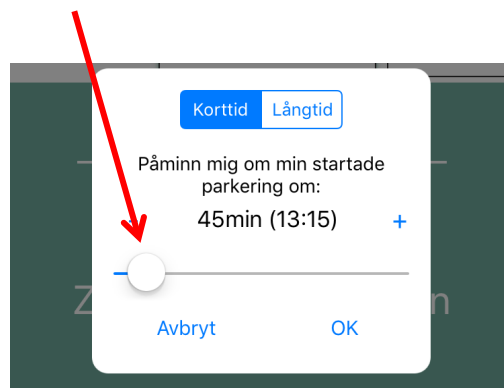 Korttid Långtid
Påminn mig om min startade
parkering om:
45min (13:15) +
Z n
Avbryt OK